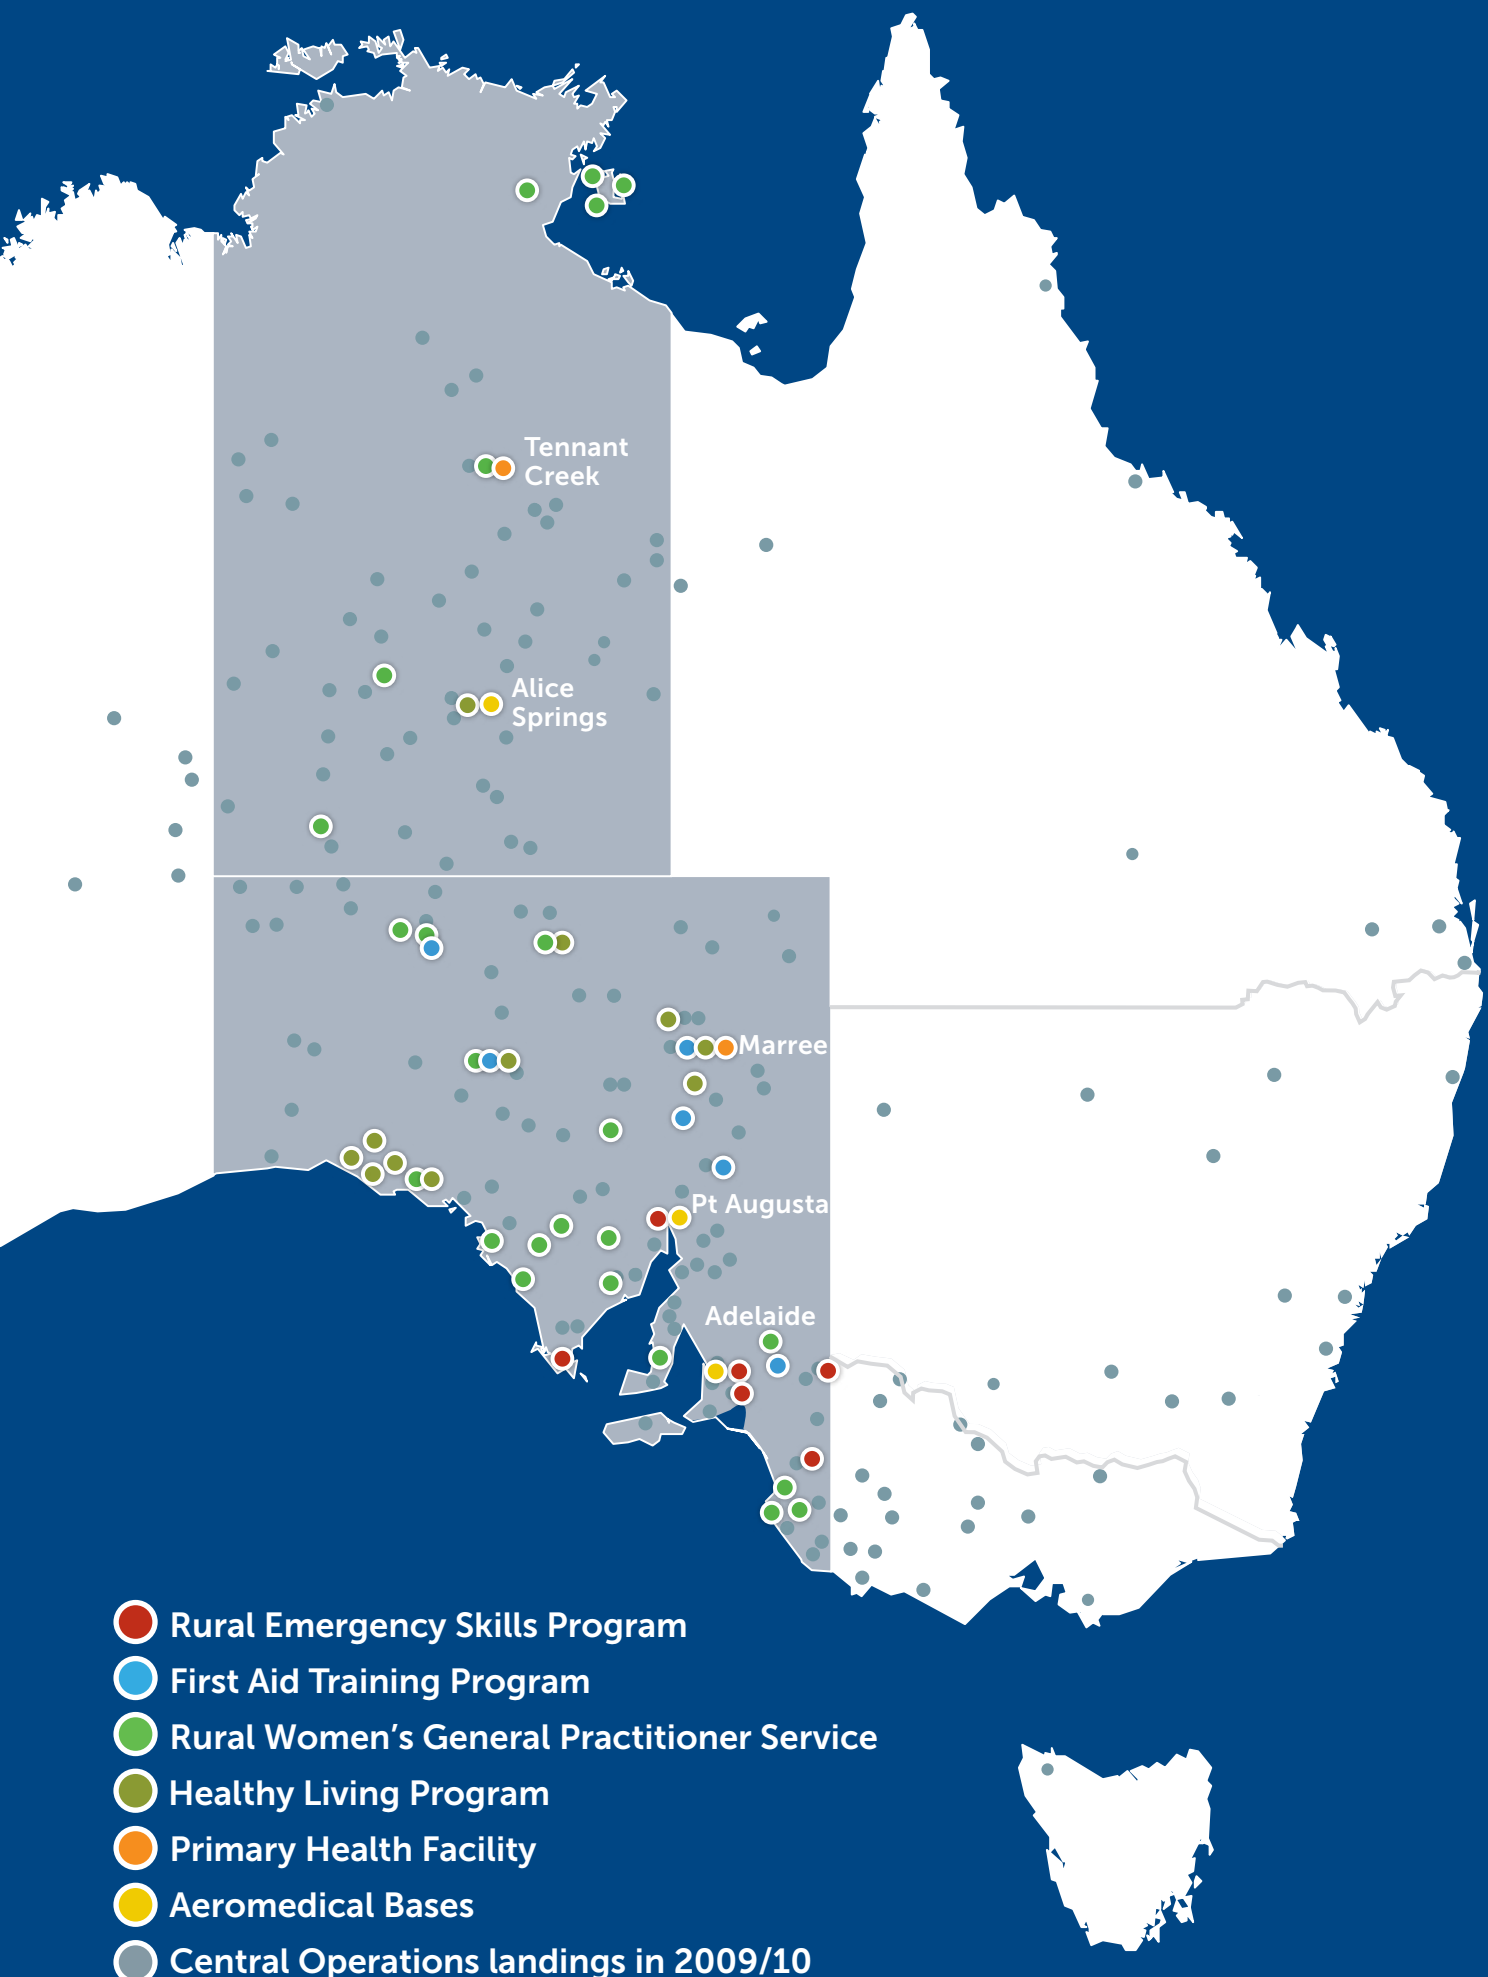 Tennant
Creek
Alice
Springs
Marree
Pt Augusta
Adelaide
Rural Emergency Skills Program
First Aid Training Program
Rural Women’s General Practitioner Service
Healthy Living Program
Primary Health Facility
Aeromedical Bases
Central Operations landings in 2009/10